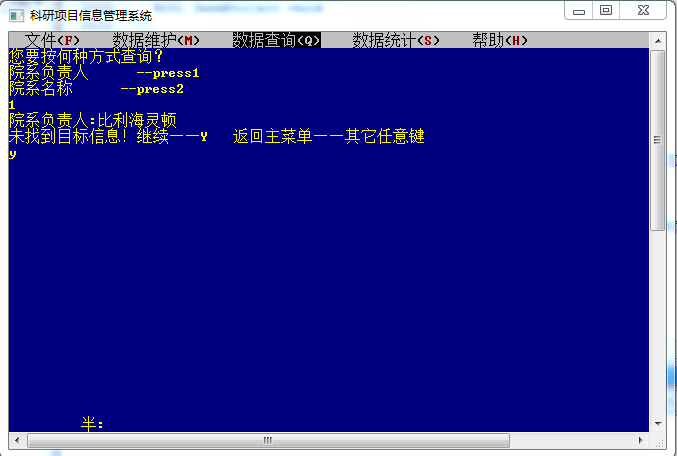 科研项目信息管理系统
文件(F) 数据维护(M) 数据查询(Q) 数据统计(S) 帮助(H)
您要按何种方式查询？
院系负责人 --press1
院系名称 --press2
1
院系负责人:比利海灵顿
未找到目标信息! 继续——Y 返回主菜单——其它任意键
y
半: